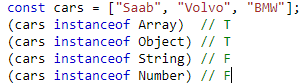 const cars = ["Saab", "Volvo", "BMW"];
(cars instanceof Array)  // T
(cars instanceof Object) // T
(cars instanceof String) // F
(cars instanceof Number) // F